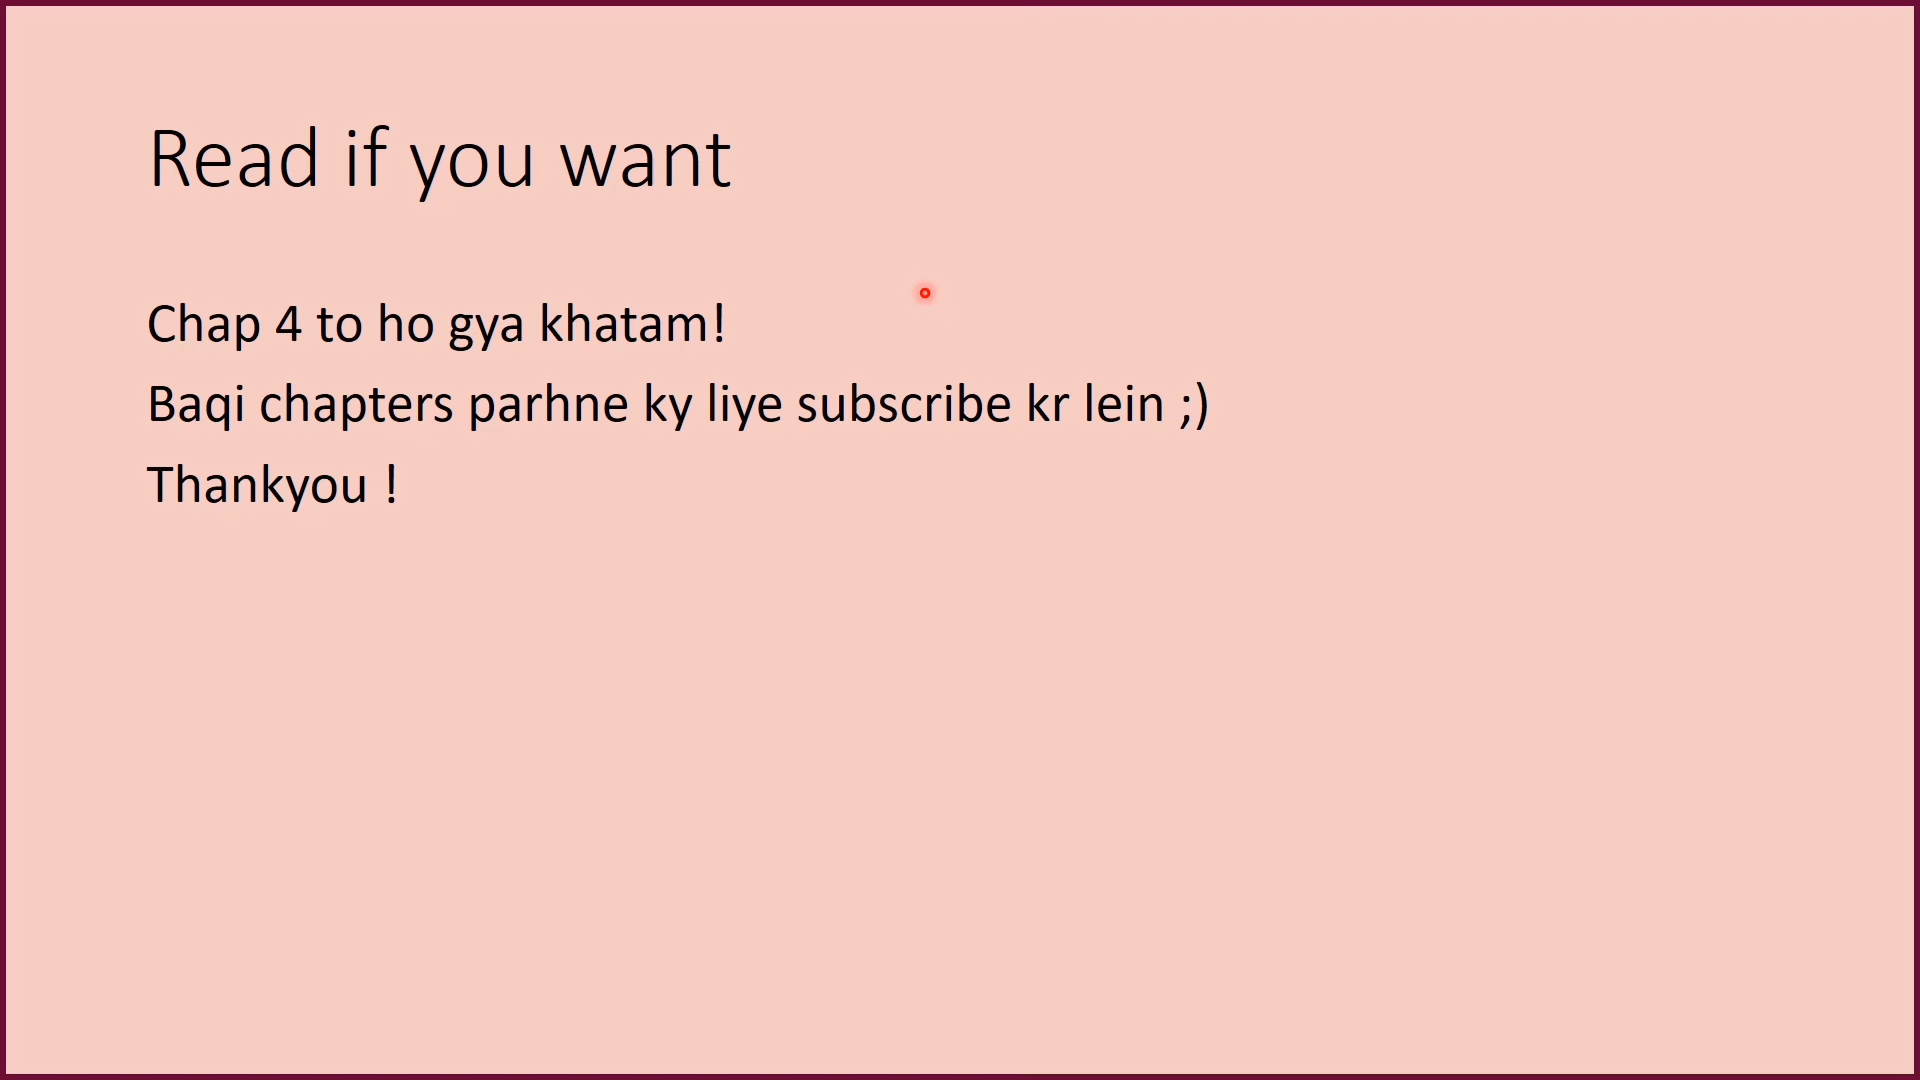 Read if you want
Chap 4 to ho gya khatam!
Baqi chapters parhne ky liye subscribe kr lein ;)
Thankyou !